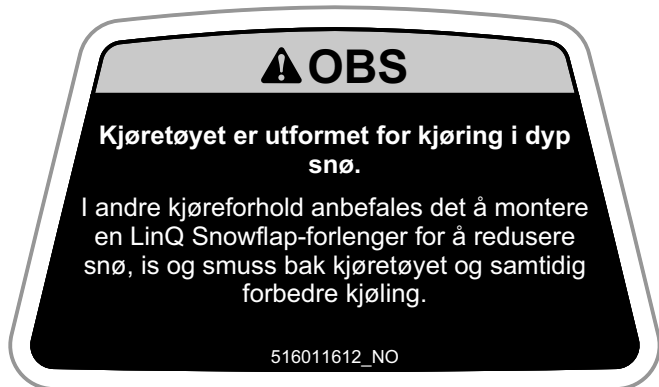 ⚠OBS
Kjøretøyet er utformet for kjøring i dyp
snø.
I andre kjøreforhold anbefales det å montere
en LinQ Snowflap-forlenger for å redusere
snø, is og smuss bak kjøretøyet og samtidig
forbedre kjøling.
516011612_NO